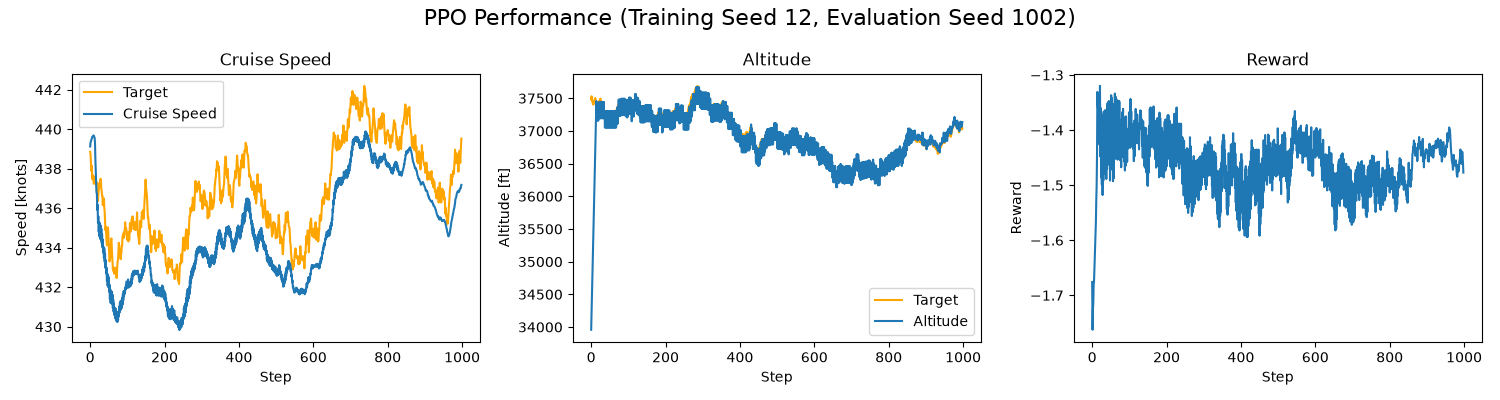 PPO Performance (Training Seed 12, Evaluation Seed 1002)
Cruise Speed
Speed [knots]
442
440
438
436
434
432
430
Target
Cruise Speed
0
200
400
600
800
1000
Step
Altitude
Altitude [ft]
37500
37000
36500
36000
35500
35000
34500
34000
Target
Altitude
0
200
400
600
800
1000
Step
Reward
Reward
−1.3
−1.4
−1.5
−1.6
−1.7
0
200
400
600
800
1000
Step